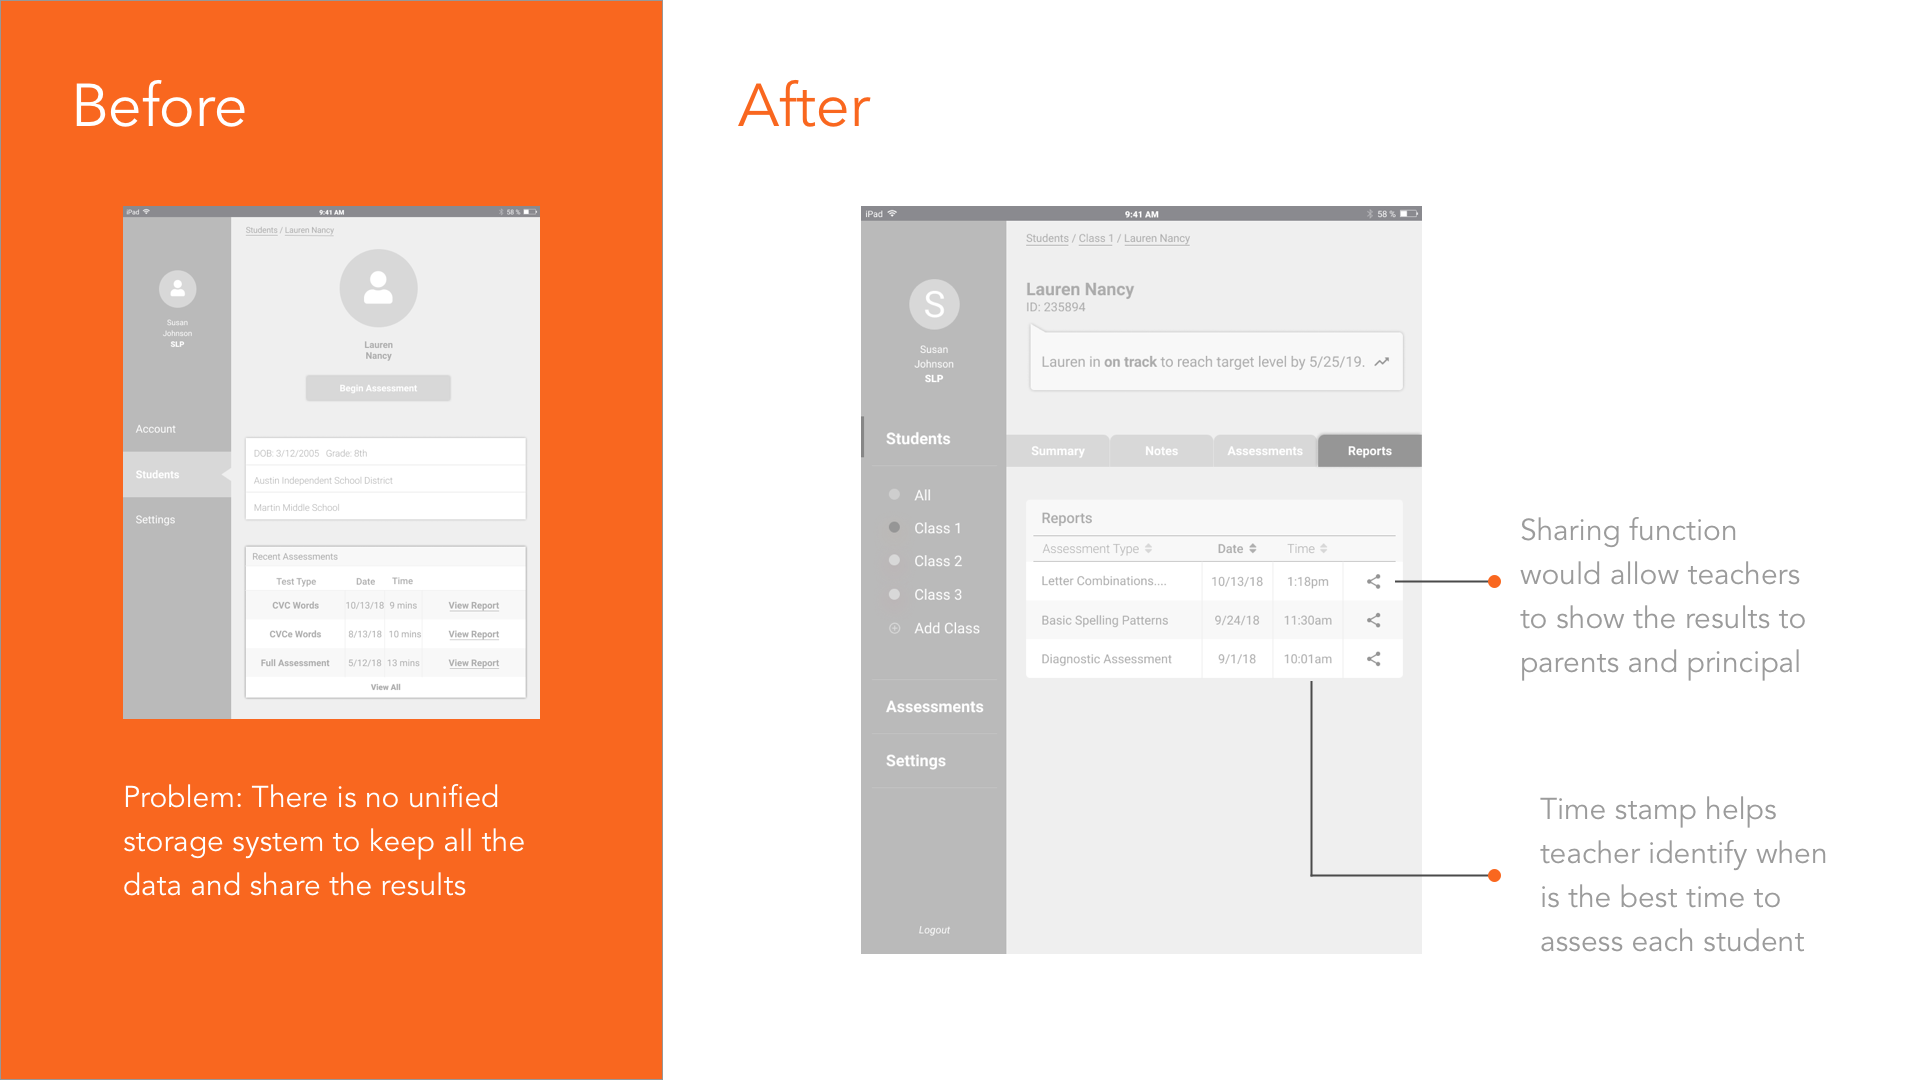 Before
iPad 9:41 AM 58 %
Students / Lauren Nancy
Susan
Johnson
SLP
Lauren
Nancy
Begin Assessment
Account
Students
Settings
DOB: 3/12/2005 Grade: 8th
Austin Independent School District
Martin Middle School
Recent Assessments
Test Type Date Time
CVC Words 10/13/18 9 mins View Report
CVCe Words 8/13/18 10 mins View Report
Full Assessment 5/12/18 13 mins View Report
View All
Problem: There is no unified
storage system to keep all the
data and share the results
After
iPad 9:41 AM 58 %
Students / Class 1 / Lauren Nancy
S
Susan
Johnson
SLP
Students
All
Class 1
Class 2
Class 3
Add Class
Assessments
Settings
Logout
Lauren Nancy
ID: 235894
Lauren in on track to reach target level by 5/25/19.
Summary Notes Assessments Reports
Reports
Assessment Type Date Time
Letter Combinations.... 10/13/18 1:18pm
Basic Spelling Patterns 9/24/18 11:30am
Diagnostic Assessment 9/1/18 10:01am
Sharing function
would allow teachers
to show the results to
parents and principal
Time stamp helps
teacher identify when
is the best time to
assess each student